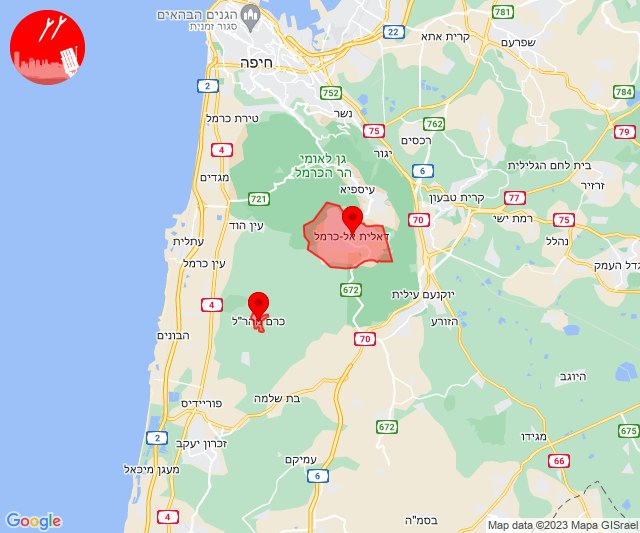 הגנים הבהאים
סגור זמנית
781
שפרעם
22
קרית אתא
חיפה
2
752
784
נשר
טירת כרמל
75
762
79
רכסים
4
יגור
גן לאומי
הר הכרמל
6
בית לחם הגלילית
מגדים
עיספיא
זרזיר
721
קרית טבעון
77
70
רמת ישי
75
עין הוד
דאלית אל-כרמל
עתלית
נהלל
עין כרמל
גדל העמק
672
יוקנעם עילית
4
כרם מהר"ל
הזורע
הבונים
70
היוגב
בת שלמה
פוריידיס
672
675
2
זכרון יעקב
מגידו
עמיקם
66
מעגן מיכאל
6
4
בסמ"ה
Google
Map data ©2023 Mapa GISrael